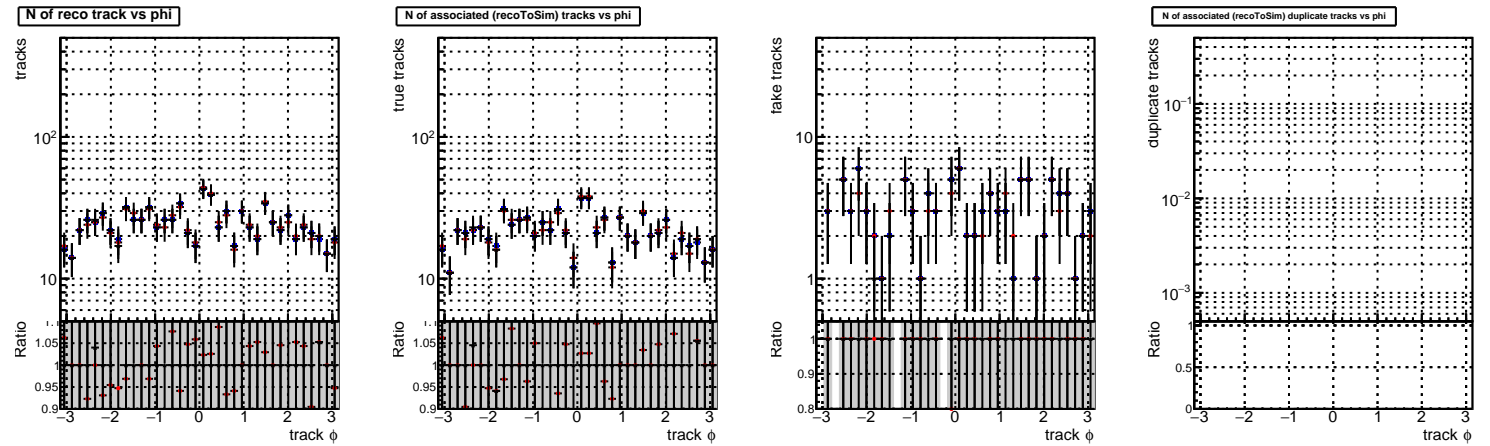 N of reco track vs phi
tracks
10²
10
Ratio
1.1
1.05
1
0.95
0.9
−3 −2 −1 0 1 2 3
track ϕ
N of associated (recoToSim) tracks vs phi
true tracks
10²
10
Ratio
1.1
1.05
1
0.95
0.9
−3 −2 −1 0 1 2 3
track ϕ
fake tracks
10
1
Ratio
1
0.9
0.8
−3 −2 −1 0 1 2 3
track ϕ
N of associated (recoToSim) duplicate tracks vs phi
duplicate tracks
10⁻¹
10⁻²
10⁻³
Ratio
1
0.5
0
−3 −2 −1 0 1 2 3
track ϕ